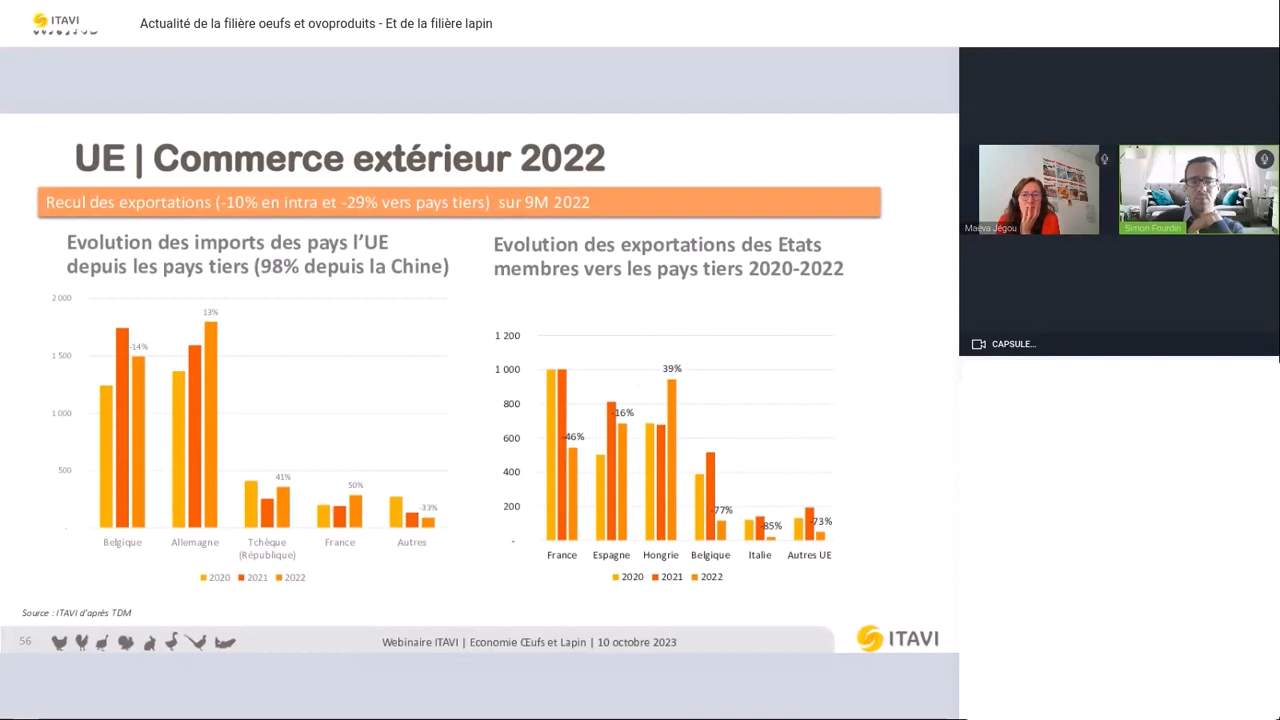 ITAVI
Actualité de la filière oeufs et ovoproduits - Et de la filière lapin
UE | Commerce extérieur 2022
Recul des exportations (-10% en intra et -29% vers pays tiers) sur 9M 2022
Evolution des imports des pays l'UE
depuis les pays tiers (98% depuis la Chine)
2 000
1 500
1 000
500
-
-14%
13%
41%
50%
-33%
Belgique
Allemagne
Tchèque
(République)
France
Autres
2020
2021
2022
Evolution des exportations des Etats
membres vers les pays tiers 2020-2022
1 200
1 000
800
600
400
200
-
-46%
-16%
39%
-77%
-85%
-73%
France
Espagne
Hongrie
Belgique
Italie
Autres UE
2020
2021
2022
Source : ITAVI d'après TDM
56
Webinaire ITAVI | Economie Œufs et Lapin | 10 octobre 2023
ITAVI
Maëva Jégou
Simon Fourdin
CAPSULE...